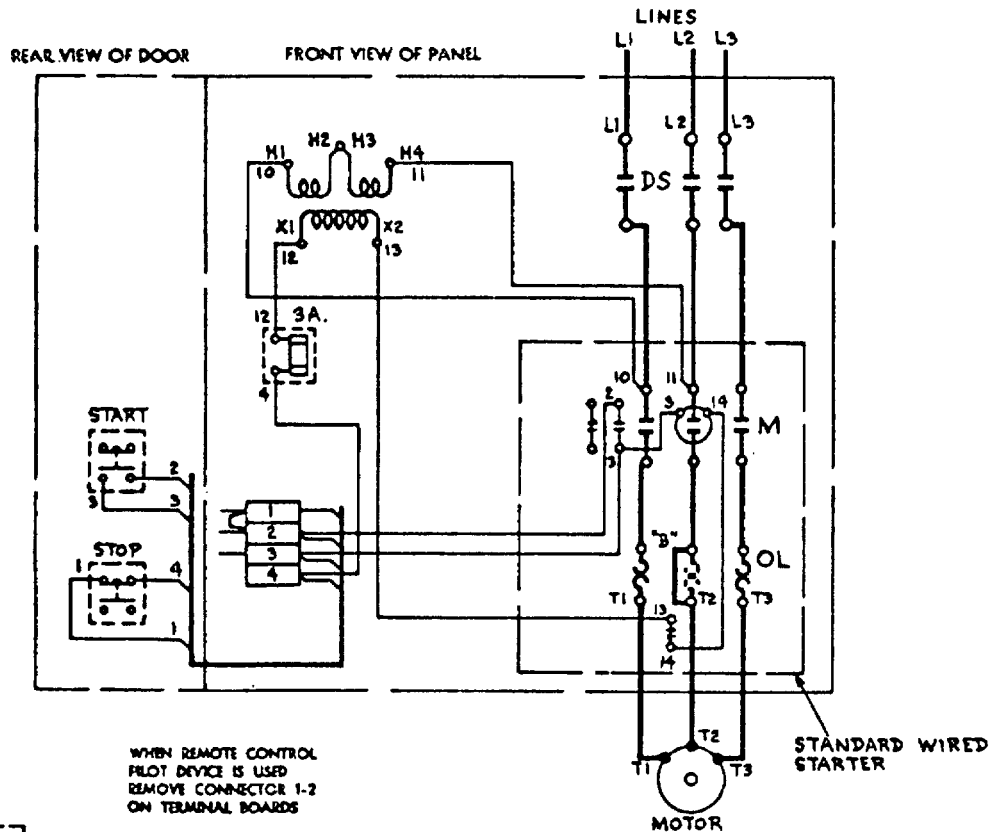 LINES
L1 L2 L3
REAR VIEW OF DOOR
FRONT VIEW OF PANEL
L1 L2 L3
H1 H2 H3 H4
10 11
DS
X1 X2
12 13
12 3A.
4
10 11
2 3 14
M
3
START
2
3 3
1
2
3
4
STOP
1 4
1
"B"
OL
T1 T2 T3
13
14
WHEN REMOTE CONTROL
PILOT DEVICE IS USED
REMOVE CONNECTOR 1-2
ON TERMINAL BOARDS
T1 T2 T3
MOTOR
STANDARD WIRED
STARTER